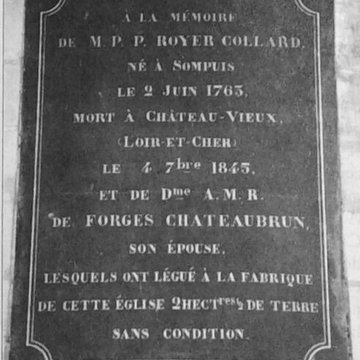 À LA MÉMOIRE
DE M. P. P. ROYER COLLARD,
NÉ À SOMPUIS
LE 2 JUIN 1763,
MORT À CHÂTEAU-VIEUX,
(LOIR-ET-CHER)
LE 4 7bre 1845,
ET DE Dme A. M. R.
DE FORGES CHATEAUBRUN,
SON ÉPOUSE,
LESQUELS ONT LÉGUÉ À LA FABRIQUE
DE CETTE ÉGLISE 2HECTres½ DE TERRE
SANS CONDITION.